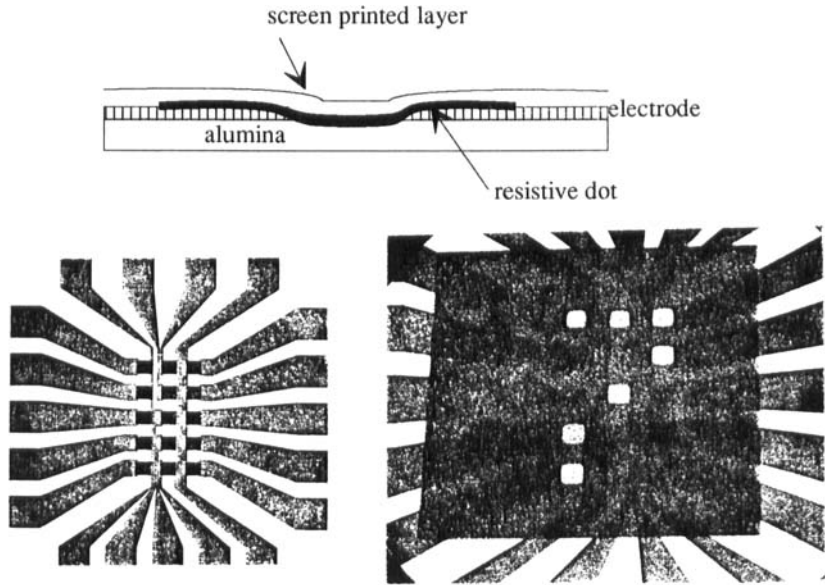 screen printed layer
electrode
alumina
resistive dot